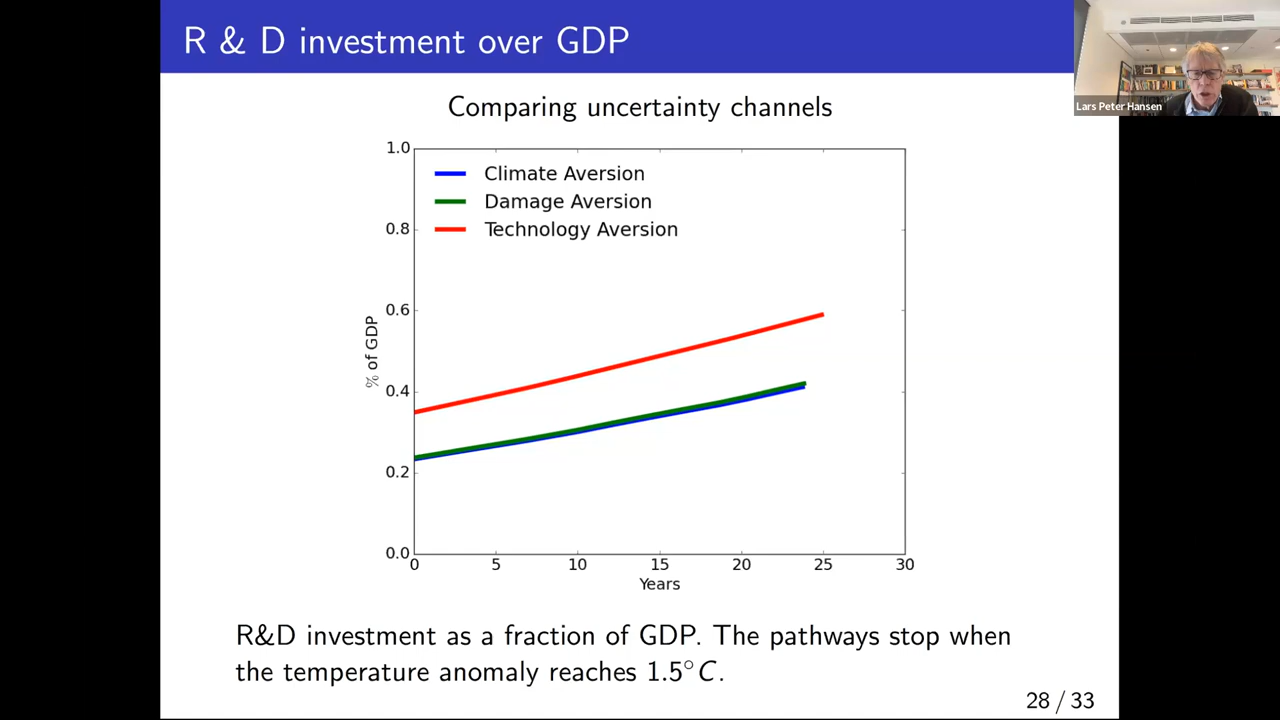 R & D investment over GDP
Lars Peter Hansen
Comparing uncertainty channels
1.0
0.8
0.6
0.4
0.2
0.0
% of GDP
Climate Aversion
Damage Aversion
Technology Aversion
0 5 10 15 20 25 30
Years
R&D investment as a fraction of GDP. The pathways stop when
the temperature anomaly reaches 1.5°C.
28 / 33